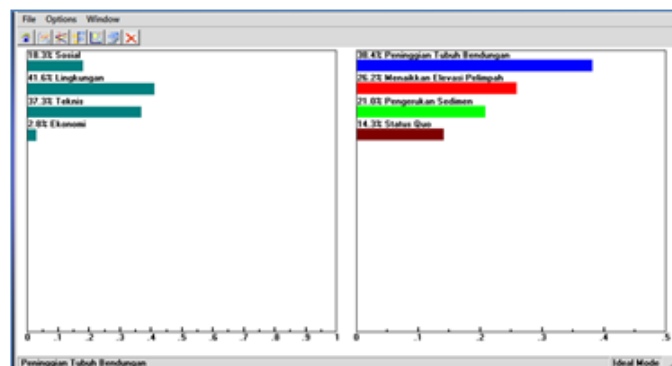 File Options Window
18.3% Sosial
41.6% Lingkungan
37.3% Teknis
2.8% Ekonomi
0 .1 .2 .3 .4 .5 .6 .7 .8 .9 1
38.4% Peninggian Tubuh Bendungan
26.2% Menaikkan Elevasi Pelimpah
21.0% Pengerukan Sedimen
14.3% Status Quo
0 .1 .2 .3 .4 .5
Peninggian Tubuh Bendungan Ideal Mode